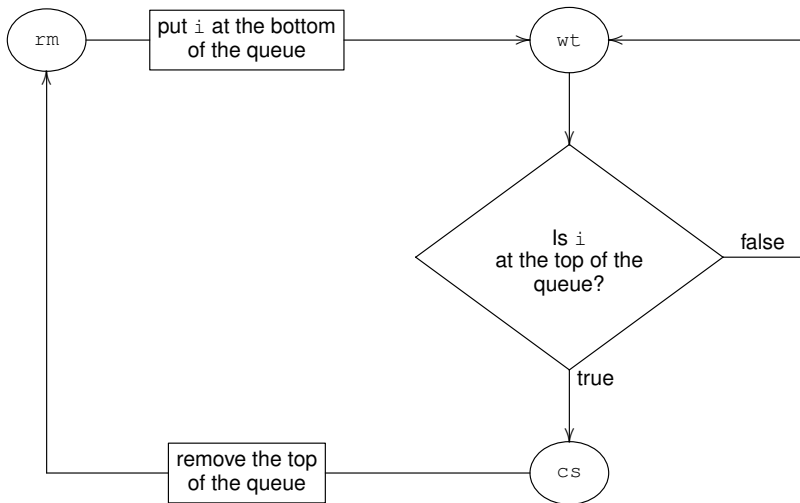 rm
put i at the bottom
of the queue
wt
Is i
at the top of the
queue?
false
true
remove the top
of the queue
cs